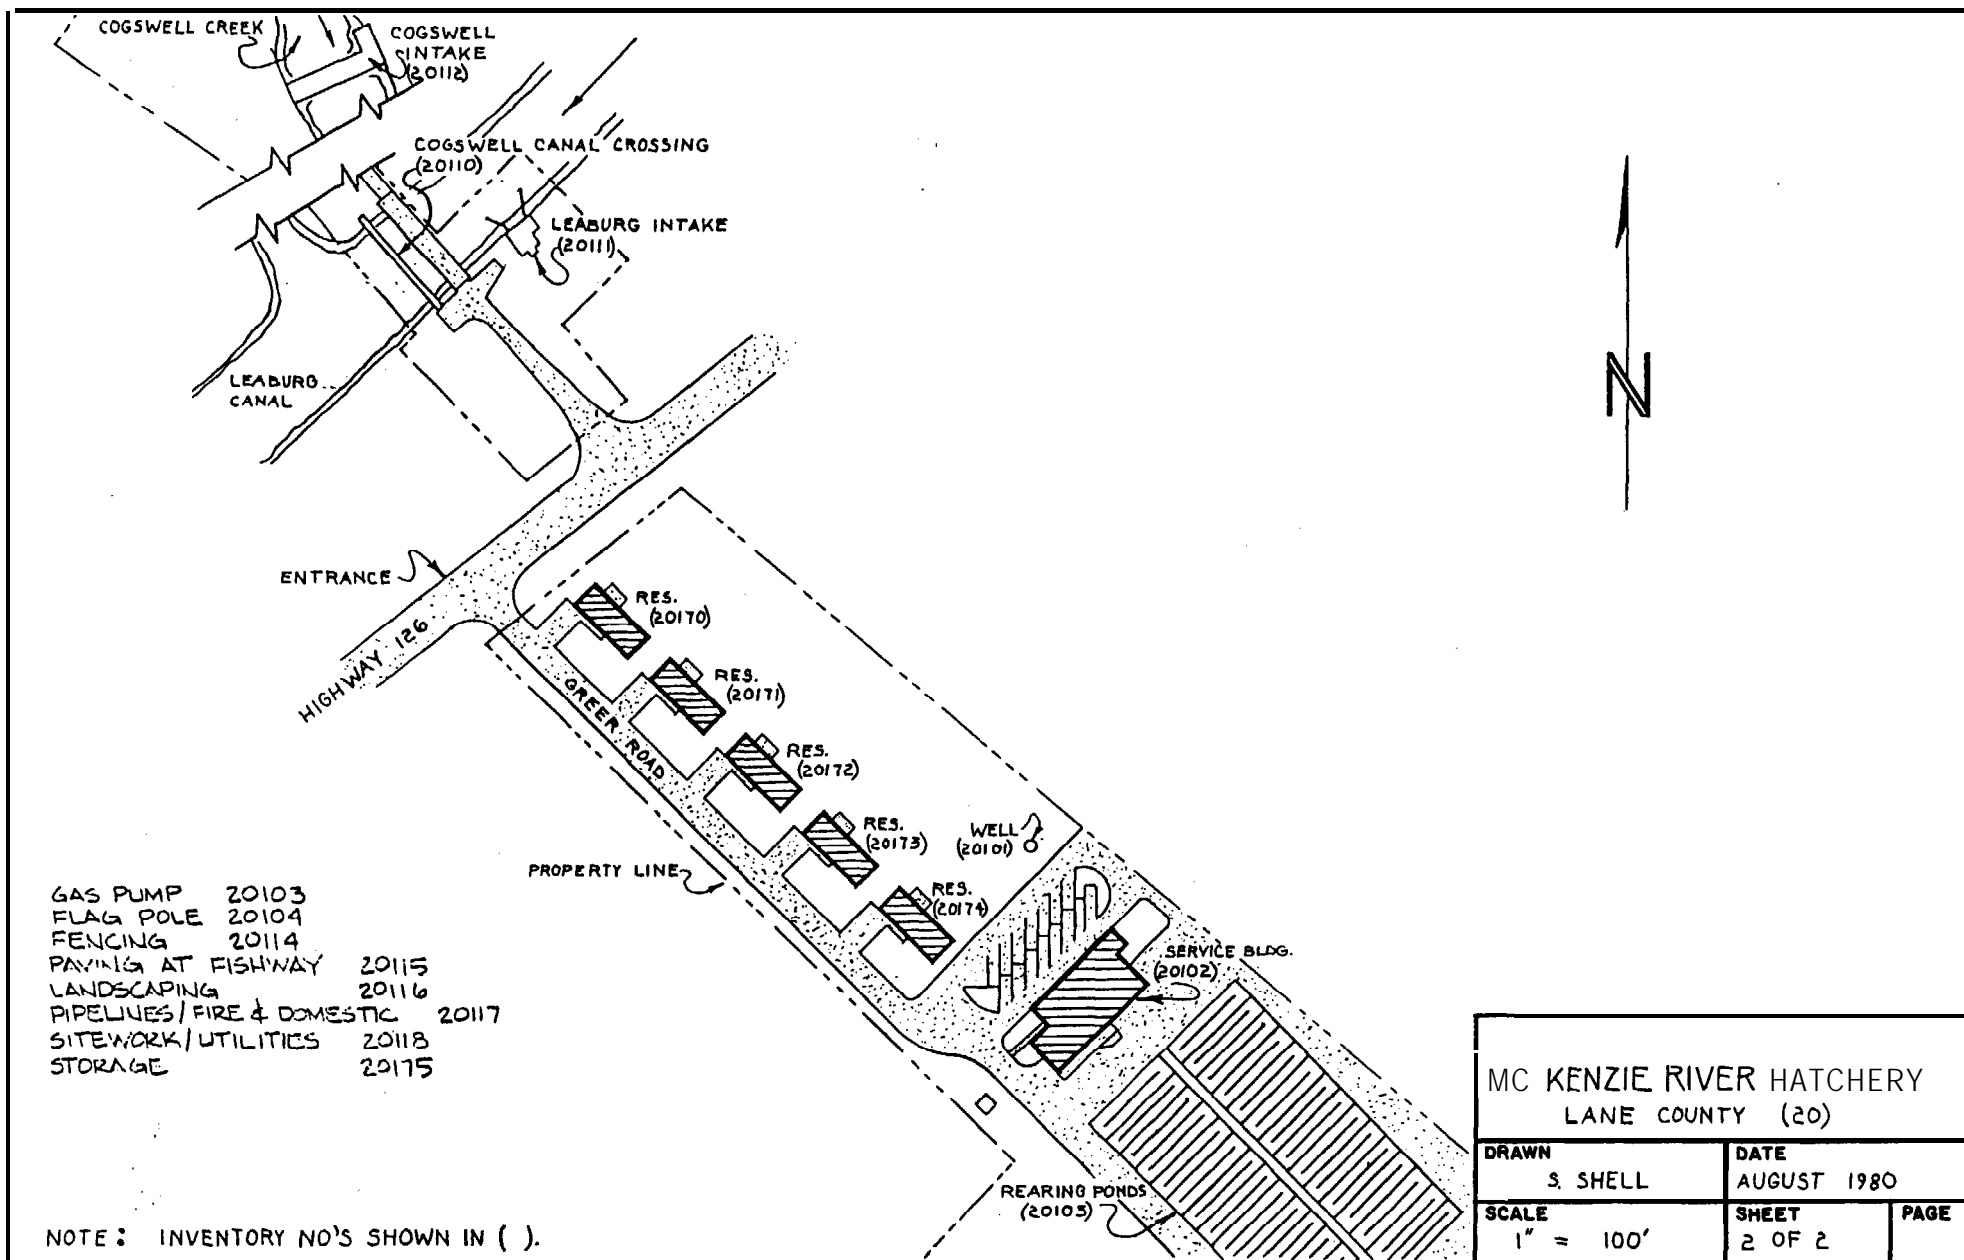 COGSWELL CREEK
COGSWELL
INTAKE
(20112)
COGSWELL CANAL CROSSING
(20110)
LEABURG INTAKE
(20111)
LEABURG
CANAL
N
ENTRANCE
HIGHWAY 126
RES.
(20170)
RES.
(20171)
GREER ROAD
RES.
(20172)
RES.
(20173)
WELL
(20101)
PROPERTY LINE
RES.
(20174)
SERVICE BLDG.
(20102)
GAS PUMP 20103
FLAG POLE 20104
FENCING 20114
PAVING AT FISHWAY 20115
LANDSCAPING 20116
PIPELINES/FIRE & DOMESTIC 20117
SITEWORK/UTILITIES 20118
STORAGE 20175
REARING PONDS
(20105)
NOTE: INVENTORY NO'S SHOWN IN ( ).
MC KENZIE RIVER HATCHERY
LANE COUNTY (20)
DRAWN
S. SHELL
DATE
AUGUST 1980
SCALE
1" = 100'
SHEET
2 OF 2
PAGE